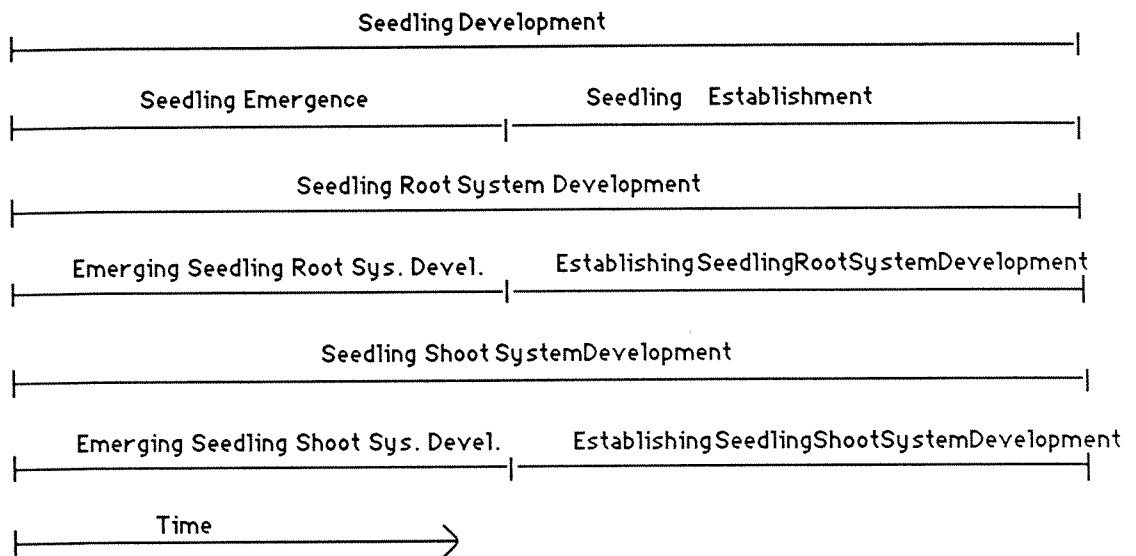 Seedling Development
Seedling Emergence Seedling Establishment
Seedling Root System Development
Emerging Seedling Root Sys. Devel. EstablishingSeedlingRootSystemDevelopment
Seedling Shoot SystemDevelopment
Emerging Seedling Shoot Sys. Devel. EstablishingSeedlingShootSystemDevelopment
Time